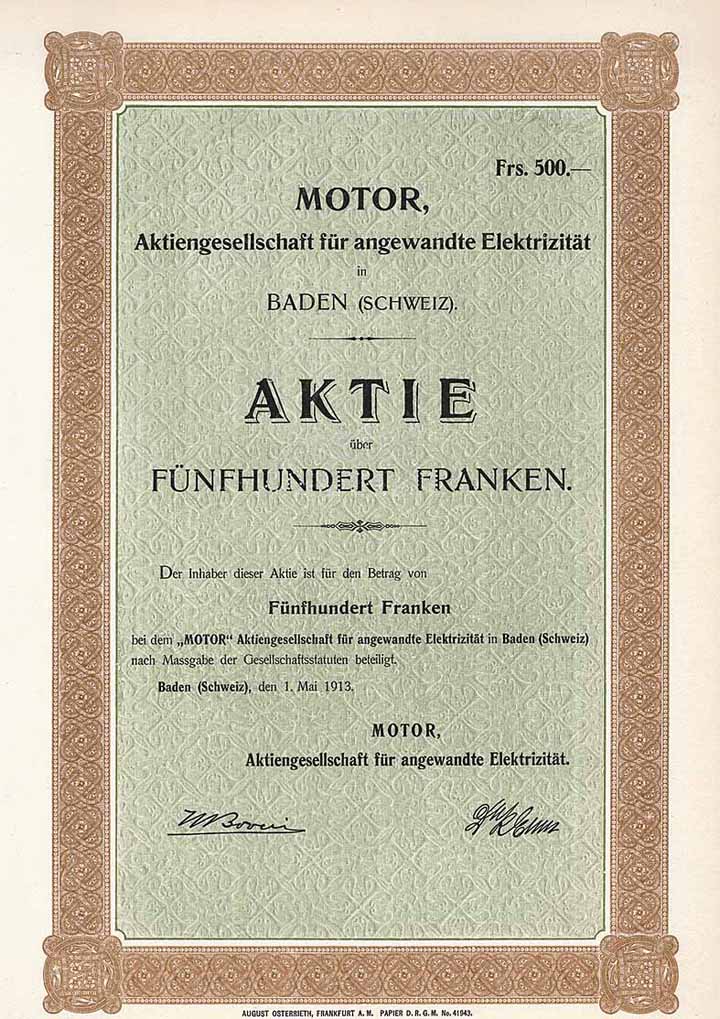 Frs. 500.—
MOTOR,
Aktiengesellschaft für angewandte Elektrizität
in
BADEN (SCHWEIZ).
AKTIE
über
FÜNFHUNDERT FRANKEN.
Der Inhaber dieser Aktie ist für den Betrag von
Fünfhundert Franken
bei dem „MOTOR“ Aktiengesellschaft für angewandte Elektrizität in Baden (Schweiz)
nach Massgabe der Gesellschaftsstatuten beteiligt.
Baden (Schweiz), den 1. Mai 1913.
MOTOR,
Aktiengesellschaft für angewandte Elektrizität.
AUGUST OSTERRIETH, FRANKFURT A. M. PAPIER D. R. G. M. No. 41943.